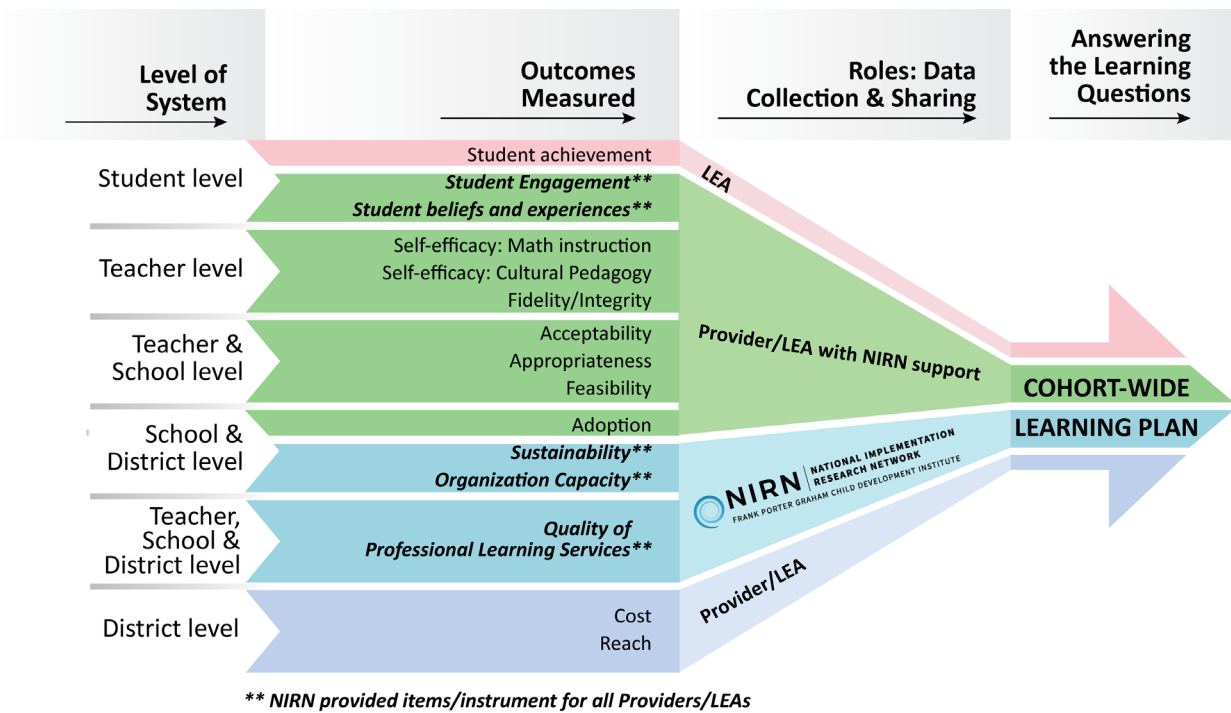 Level of
System
Outcomes
Measured
Roles: Data
Collection & Sharing
Answering
the Learning
Questions
Student level
Student achievement
Student Engagement**
Student beliefs and experiences**
Teacher level
Self-efficacy: Math instruction
Self-efficacy: Cultural Pedagogy
Fidelity/Integrity
Teacher &
School level
Acceptability
Appropriateness
Feasibility
School &
District level
Adoption
Sustainability**
Organization Capacity**
Teacher,
School &
District level
Quality of
Professional Learning Services**
District level
Cost
Reach
LEA
Provider/LEA with NIRN support
NIRN
NATIONAL IMPLEMENTATION
RESEARCH NETWORK
FRANK PORTER GRAHAM CHILD DEVELOPMENT INSTITUTE
Provider/LEA
COHORT-WIDE
LEARNING PLAN
** NIRN provided items/instrument for all Providers/LEAs